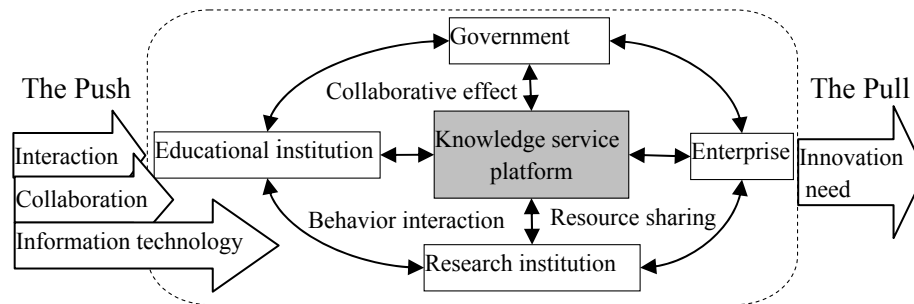 Government
The Push
The Pull
Collaborative effect
Interaction
Educational institution
Knowledge service
platform
Enterprise
Innovation
need
Collaboration
Behavior interaction
Resource sharing
Information technology
Research institution